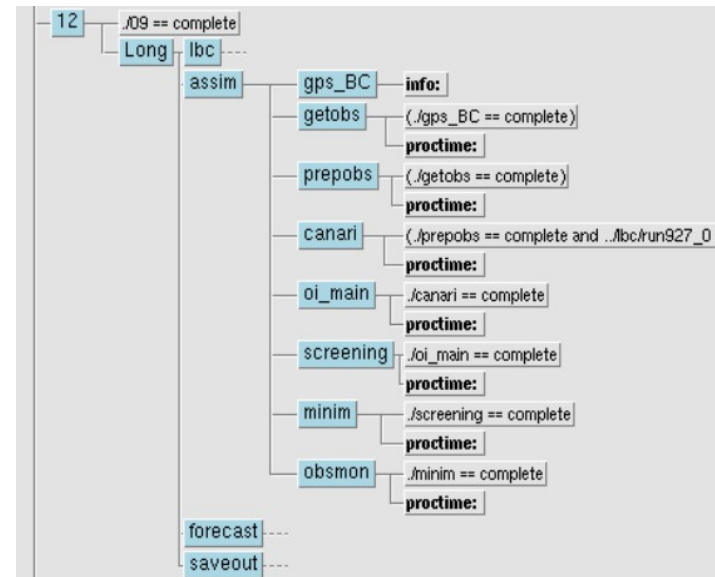 12 ./09 == complete
Long lbc
assim gps_BC info:
getobs (./gps_BC == complete)
proctime:
prepobs (./getobs == complete)
proctime:
canari (./prepobs == complete and ../lbc/run927_0
proctime:
oi_main ./canari == complete
proctime:
screening ./oi_main == complete
proctime:
minim ./screening == complete
proctime:
obsmon ./minim == complete
proctime:
forecast
saveout